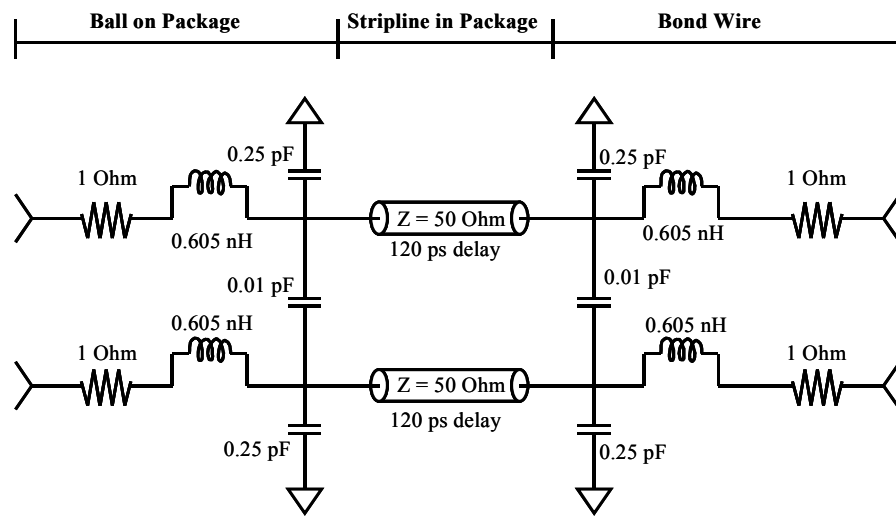 Ball on Package
Stripline in Package
Bond Wire
0.25 pF
0.25 pF
1 Ohm
1 Ohm
Z = 50 Ohm
0.605 nH
120 ps delay
0.605 nH
0.01 pF
0.01 pF
0.605 nH
0.605 nH
1 Ohm
1 Ohm
Z = 50 Ohm
120 ps delay
0.25 pF
0.25 pF